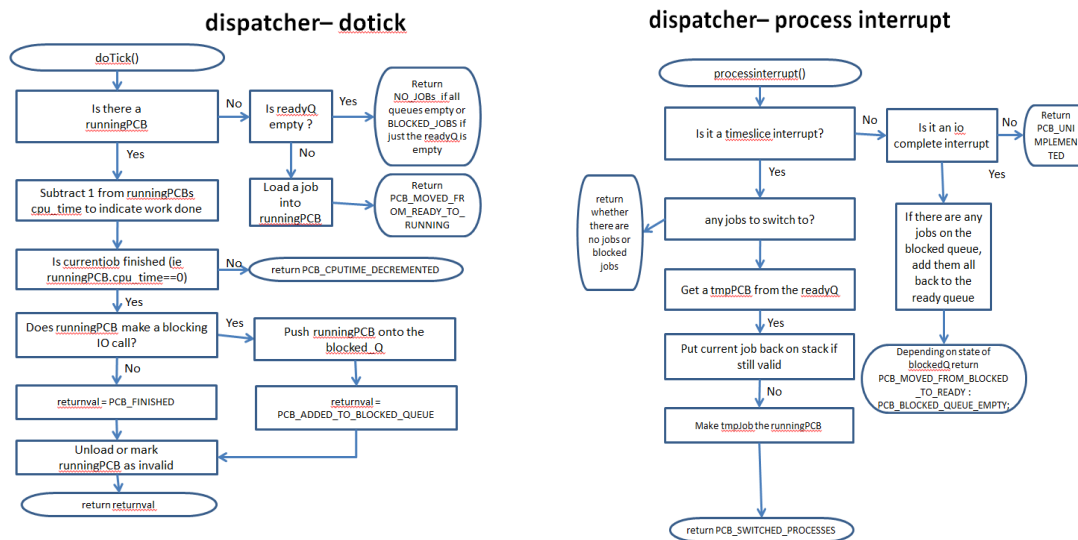 dispatcher– dotick
doTick()
Is there a
runningPCB
No
Is readyQ
empty ?
Yes
Return
NO_JOBs if all
queues empty or
BLOCKED_JOBS if
just the readyQ is
empty
Yes
No
Subtract 1 from runningPCBs
cpu_time to indicate work done
Load a job
into
runningPCB
Return
PCB_MOVED_FR
OM_READY_TO_
RUNNING
Is currentjob finished (ie
runningPCB.cpu_time==0)
No
return PCB_CPUTIME_DECREMENTED
Yes
Does runningPCB make a blocking
IO call?
Yes
Push runningPCB onto the
blocked_Q
No
returnval = PCB_FINISHED
returnval =
PCB_ADDED_TO_BLOCKED_QUEUE
Unload or mark
runningPCB as invalid
return returnval
dispatcher– process interrupt
processinterrupt()
Is it a timeslice interrupt?
No
Is it an io
complete interrupt
No
Return
PCB_UNI
MPLEMEN
TED
Yes
Yes
return
whether
there are
no jobs or
blocked
jobs
any jobs to switch to?
If there are any
jobs on the
blocked queue,
add them all
back to the
ready queue
Get a tmpPCB from the readyQ
Yes
Put current job back on stack if
still valid
Depending on state of
blockedQ return
PCB_MOVED_FROM_BLOCKED
_TO_READY :
PCB_BLOCKED_QUEUE_EMPTY;
No
Make tmpJob the runningPCB
return PCB_SWITCHED_PROCESSES